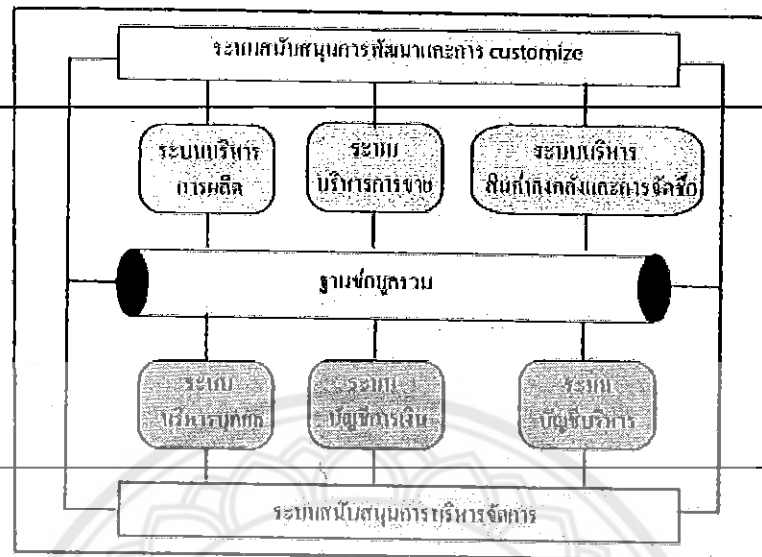 ระบบสนับสนุนการพัฒนาและการ customize
ระบบบริหาร
การผลิต
ระบบ
บริหารการขาย
ระบบบริหาร
สินค้าคงคลังและการจัดซื้อ
ฐานข้อมูลรวม
ระบบ
บริหารบุคคล
ระบบ
บัญชีการเงิน
ระบบ
บัญชีบริหาร
ระบบสนับสนุนการบริหารจัดการ